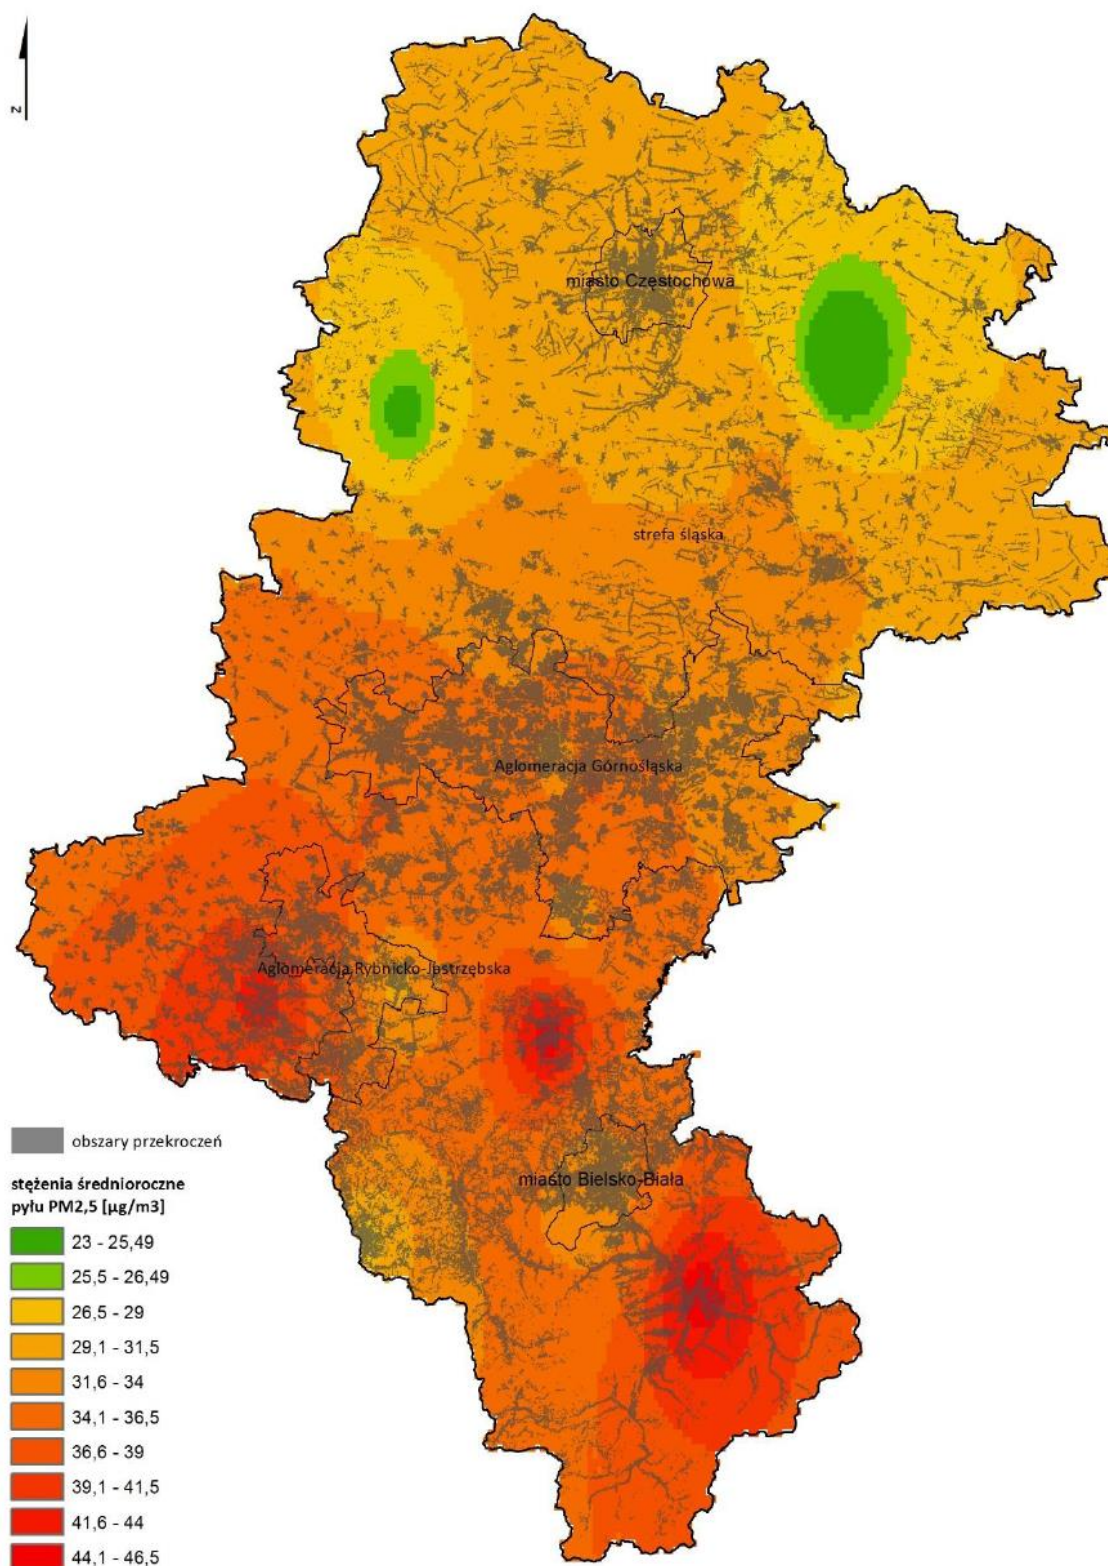 N
miasto Częstochowa
strefa śląska
Aglomeracja Górnośląska
Aglomeracja Rybnicko-Jastrzębska
miasto Bielsko-Biała
obszary przekroczeń
stężenia średnioroczne
pyłu PM2,5 [µg/m3]
23 - 25,49
25,5 - 26,49
26,5 - 29
29,1 - 31,5
31,6 - 34
34,1 - 36,5
36,6 - 39
39,1 - 41,5
41,6 - 44
44,1 - 46,5